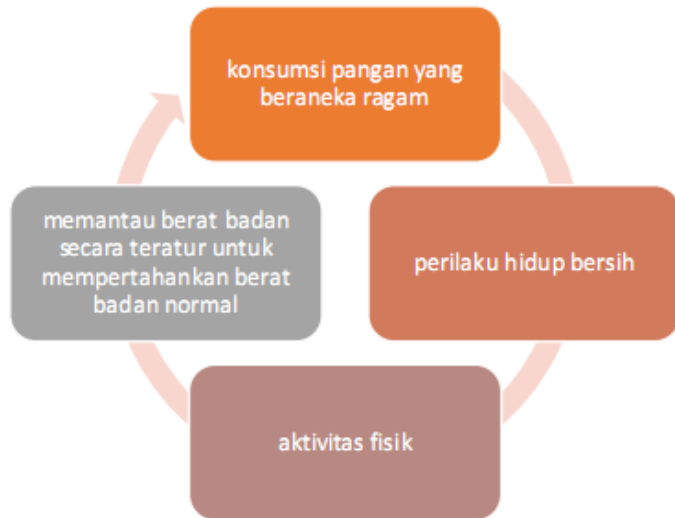 konsumsi pangan yang
beraneka ragam
perilaku hidup bersih
aktivitas fisik
memantau berat badan
secara teratur untuk
mempertahankan berat
badan normal